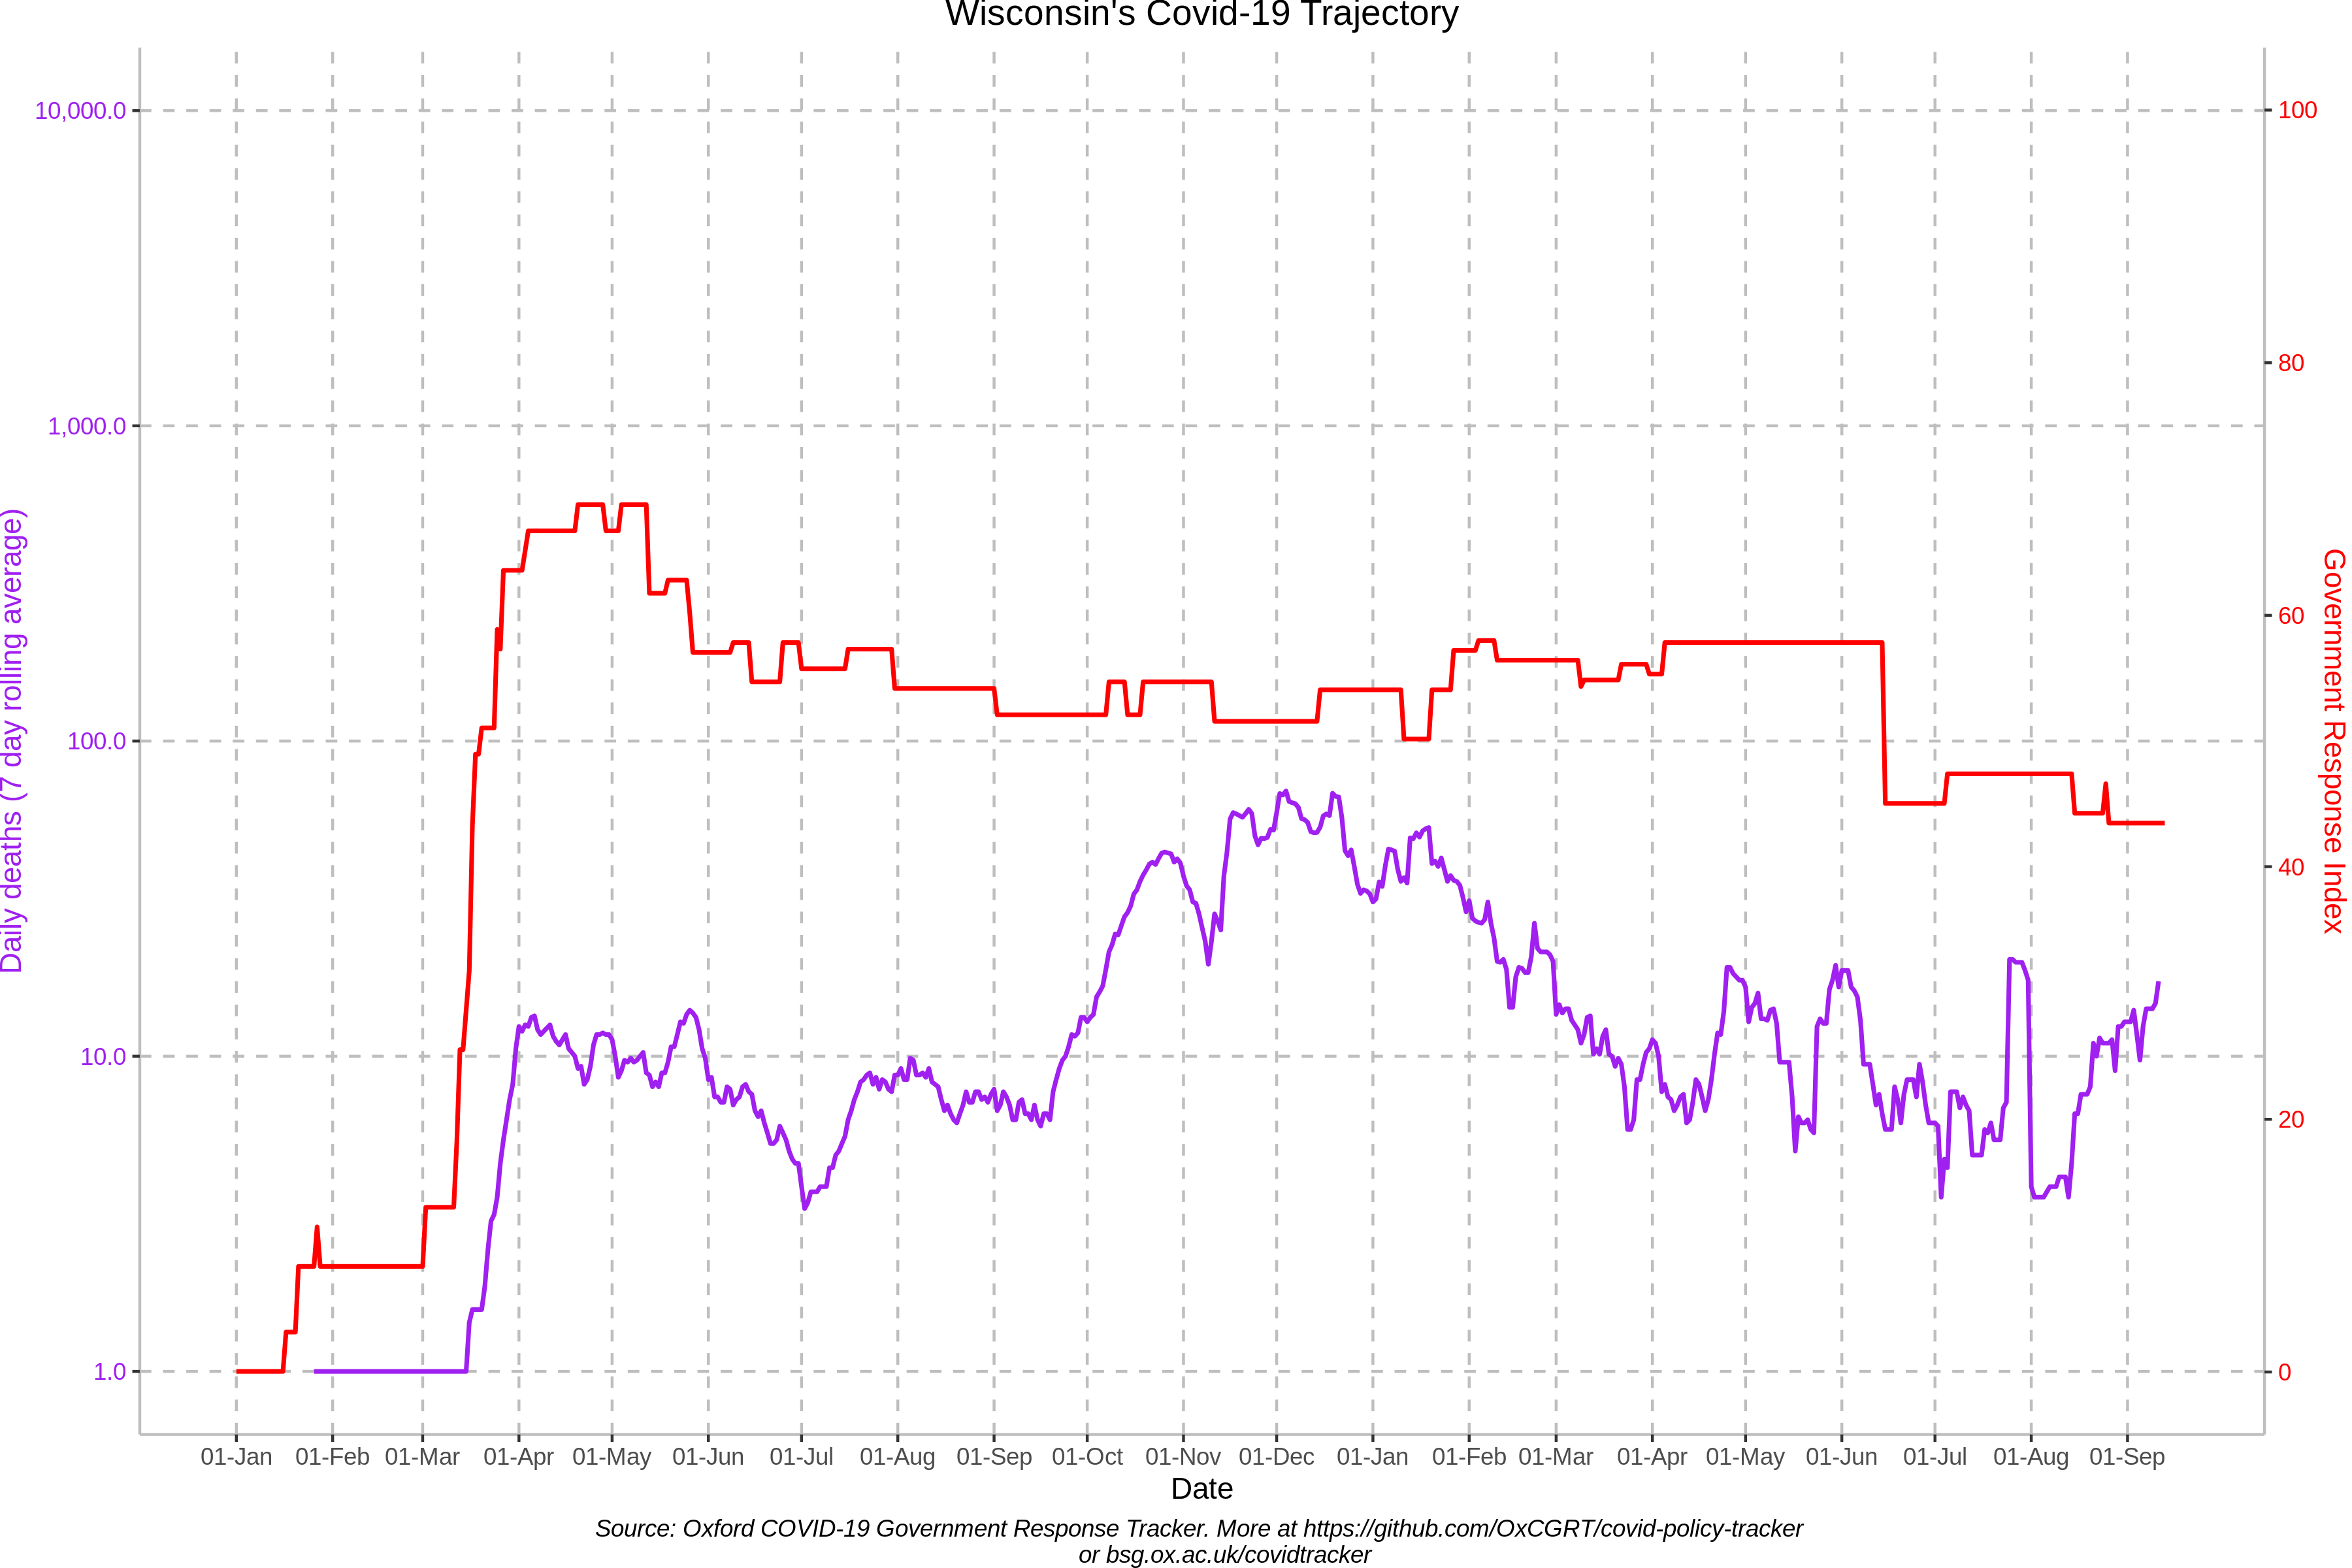 Wisconsin's Covid-19 Trajectory
10,000.0
1,000.0
100.0
10.0
1.0
Daily deaths (7 day rolling average)
100
80
60
40
20
0
Government Response Index
01-Jan 01-Feb 01-Mar 01-Apr 01-May 01-Jun 01-Jul 01-Aug 01-Sep 01-Oct 01-Nov 01-Dec 01-Jan 01-Feb 01-Mar 01-Apr 01-May 01-Jun 01-Jul 01-Aug 01-Sep
Date
Source: Oxford COVID-19 Government Response Tracker. More at https://github.com/OxCGRT/covid-policy-tracker
or bsg.ox.ac.uk/covidtracker